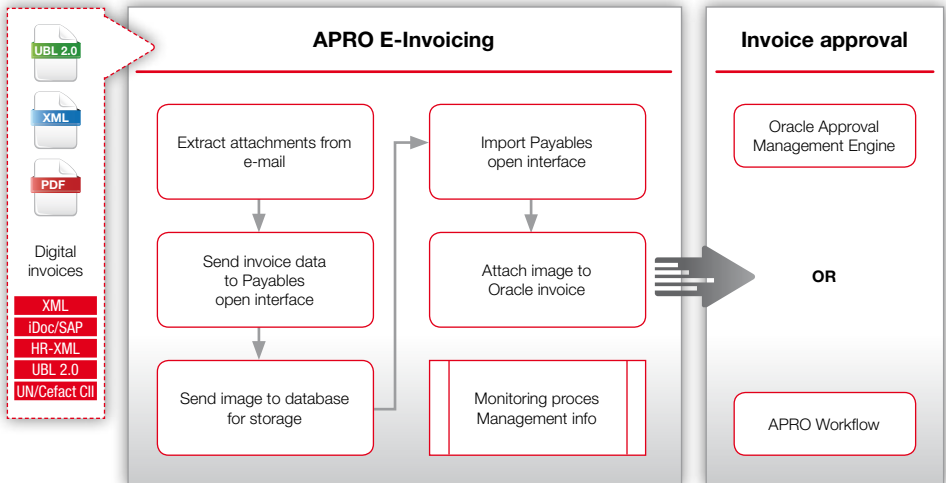 UBL 2.0
XML
PDF
Digital
invoices
XML
iDoc/SAP
HR-XML
UBL 2.0
UN/Cefact CII
APRO E-Invoicing
Extract attachments from
e-mail
Send invoice data
to Payables
open interface
Send image to database
for storage
Import Payables
open interface
Attach image to
Oracle invoice
Monitoring proces
Management info
Invoice approval
Oracle Approval
Management Engine
OR
APRO Workflow